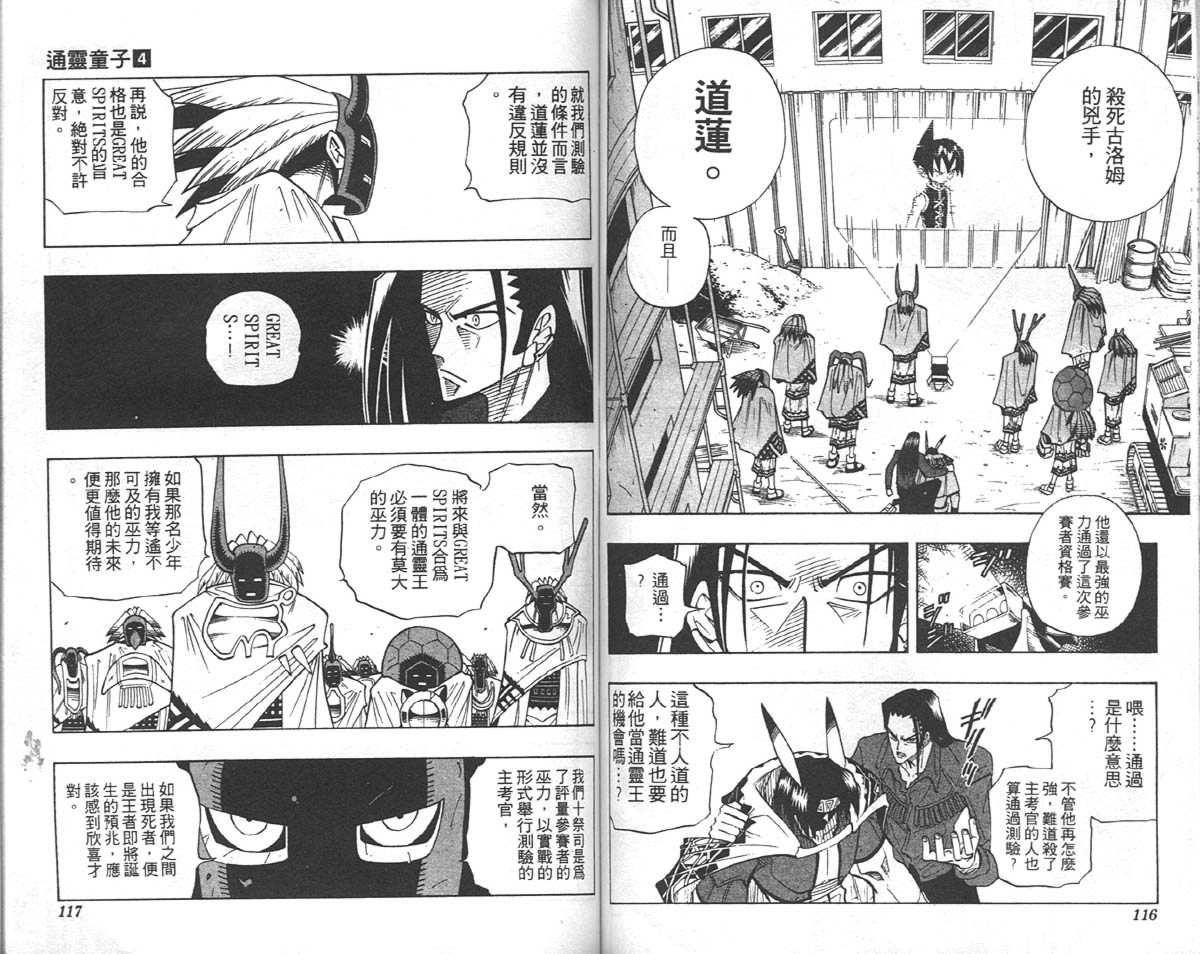 殺死古洛姆
的兇手，
道蓮。
而且——
他還以最強的巫
力通過了這次參
賽者資格賽。
通過…
？
喂……通過
是什麼意思
…？
不管他再怎麼
強，難道殺了
主考官的人也
算通過測驗？
這種不人道的
人，難道也要
給他當通靈王
的機會嗎…？
116
通靈童子4
就我們測驗
的條件而言
，道蓮並沒
有違反規則
。
再說，他的合
格也是GREAT
SPIRITS的旨
意，絕對不許
反對。
GREAT
SPIRIT
S…！
當然。
將來與GREAT
SPIRITS合為
一體的通靈王
必須要有莫大
的巫力。
如果那名少年
擁有我等遙不
可及的巫力，
那麼他的未來
便更值得期待
。
我們十祭司是為
了評量參賽者的
巫力，以實戰的
形式舉行測驗的
主考官，
如果我們之間
出現死者，便
是王者即將誕
生的預兆，應
該感到欣喜才
對。
117